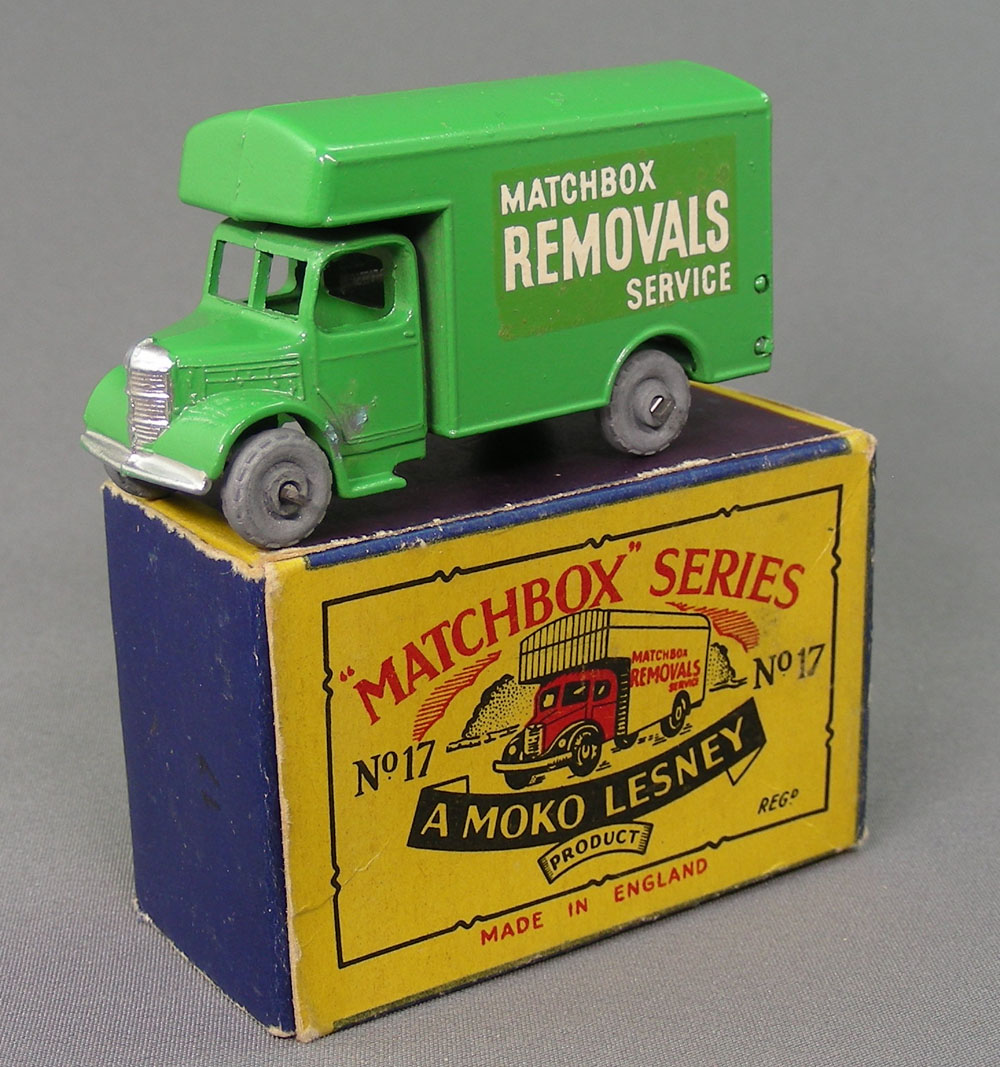 MATCHBOX
REMOVALS
SERVICE
"MATCHBOX" SERIES
MATCHBOX
REMOVALS
SERVICE
Nº 17
Nº 17
A MOKO LESNEY
PRODUCT
REGD
MADE IN ENGLAND